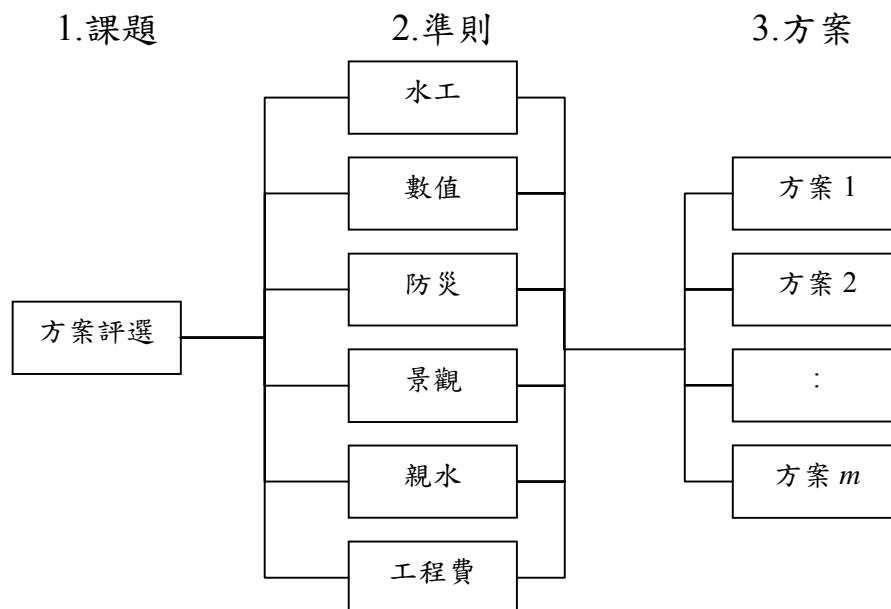 1.課題
2.準則
3.方案
水工
數值
防災
景觀
親水
工程費
方案評選
方案 1
方案 2
:
方案 m